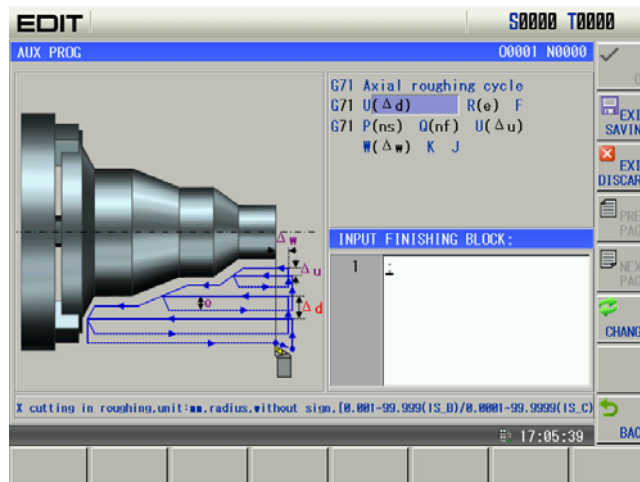 EDIT
S0000 T0000
AUX PROG
O0001 N0000
G71 Axial roughing cycle
G71 U(Δd) R(e) F
G71 P(ns) Q(nf) U(Δu)
W(Δw) K J
Δw
Δu
e
Δd
INPUT FINISHING BLOCK:
1 ;
X cutting in roughing,unit:mm,radius,without sign,[0.001-99.999(IS_B)/0.0001-99.9999(IS_C)
17:05:39
EXI
SAVIN
EXI
DISCAR
PRE
PAG
NEX
PAG
CHANG
BAC